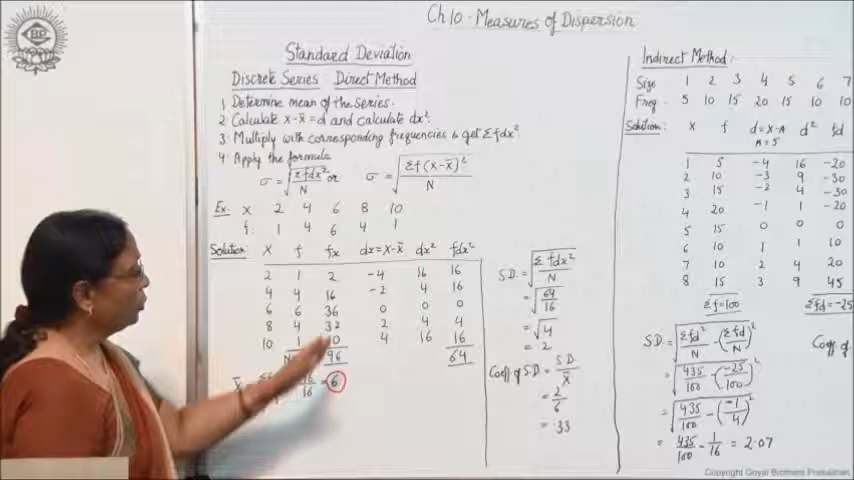 Ch 10 - Measures of Dispersion
Standard Deviation
Discrete Series Direct Method
1 Determine mean of the series.
2 Calculate x-x̄=d and calculate dx².
3 Multiply with corresponding frequencies & get Σfdx²
4 Apply the formula
σ = √(Σfdx²/N) or σ = √(Σf(x-x̄)²/N)
Ex. X 2 4 6 8 10
f: 1 4 6 4 1
Solution: X f fx dx=x-x̄ dx² fdx²
2 1 2 -4 16 16
4 4 16 -2 4 16
6 6 36 0 0 0
8 4 32 2 4 4
10 1 10 4 16 16
N 96 64
x̄ 16 = 6
S.D. = √(Σfdx²/N)
= √(64/16)
= √4
= 2
Coeff. of S.D = S.D/x̄
= 2/6
= .33
Indirect Method:
Size 1 2 3 4 5 6 7
Freq. 5 10 15 20 15 10 10
Solution: X f d=X-A d² fd
A=5
1 5 -4 16 -20
2 10 -3 9 -30
3 15 -2 4 -30
4 20 -1 1 -20
5 15 0 0 0
6 10 1 1 10
7 10 2 4 20
8 15 3 9 45
Σf=100 Σfd=-25
S.D. = √(Σfd²/N - (Σfd/N)²)
Coeff of
= √(435/100 - (-25/100)²)
= √(435/100 - (-1/4)²)
= 435/100 - 1/16 = 2.07
Copyright Goyal Brothers Prakashan